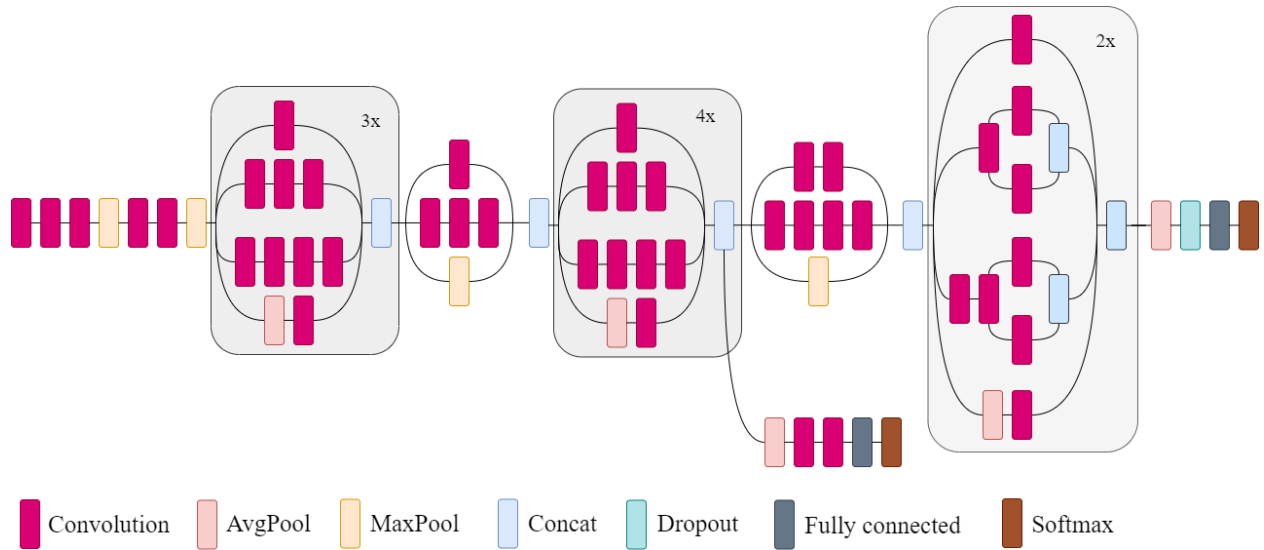 2x
3x
4x
Convolution
AvgPool
MaxPool
Concat
Dropout
Fully connected
Softmax